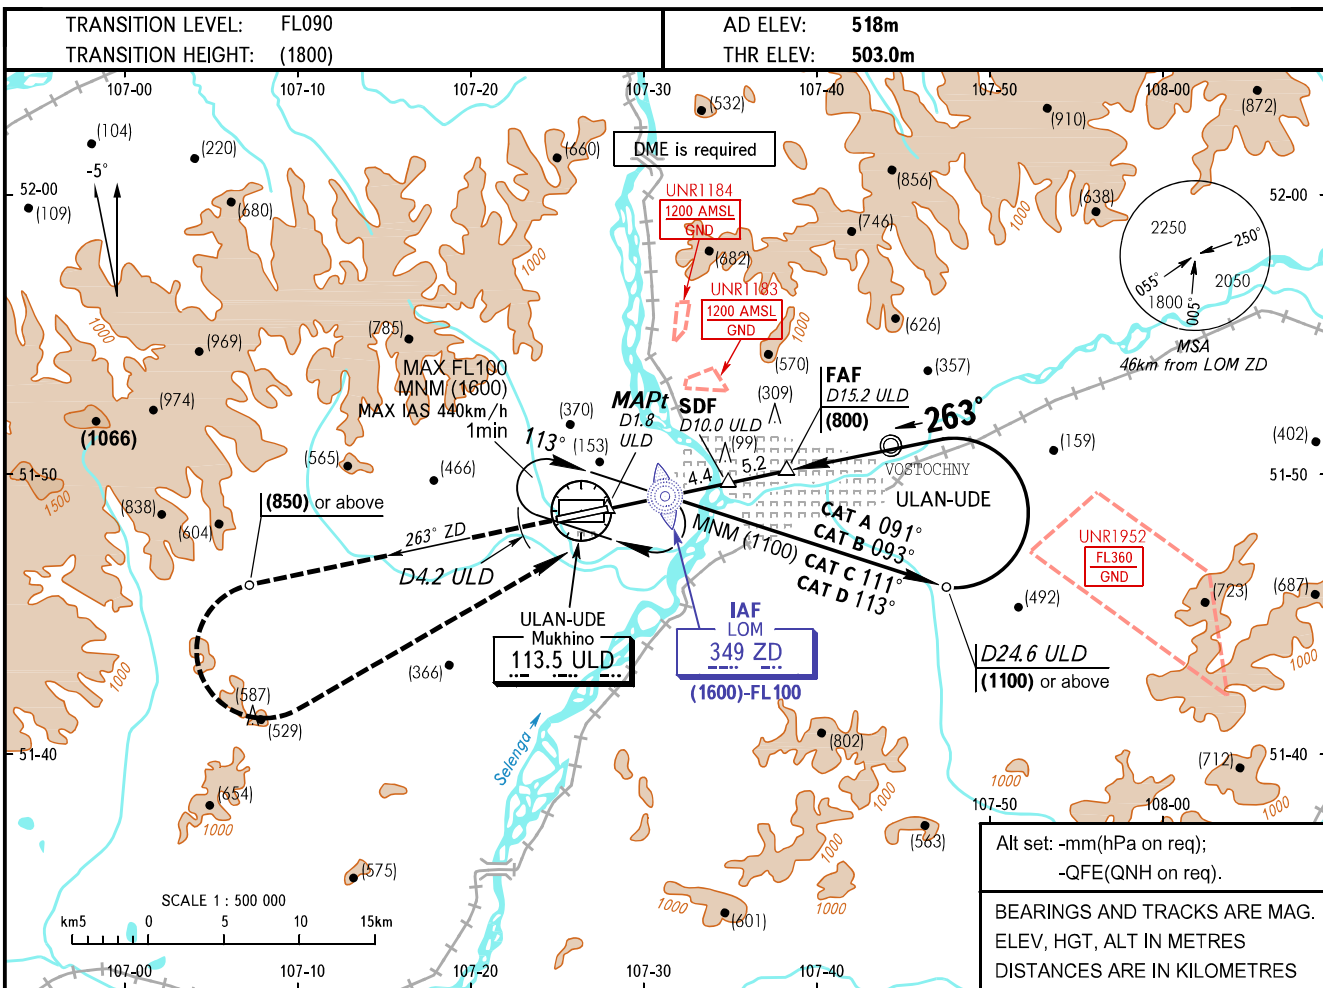 TRANSITION LEVEL: FL090
TRANSITION HEIGHT: (1800)
AD ELEV: 518m
THR ELEV: 503.0m
107-00
107-10
107-20
107-30
107-40
107-50
108-00
(104)
(220)
-5°
52-00
(109)
(680)
(660)
1000
(532)
DME is required
UNR1184
1200 AMSL
GND
(682)
UNR1183
1200 AMSL
GND
1000
(570)
(872)
(910)
(856)
(638)
52-00
1000
(746)
(626)
(357)
2250
250°
055°
1800
005°
2050
MSA
46km from LOM ZD
1000
(969)
(785)
(974)
(1066)
MAX FL100
MNM (1600)
MAX IAS 440km/h
1min
113°
(370)
(153)
MAPt
D1.8
ULD
SDF
D10.0 ULD
(99)
(309)
FAF
D15.2 ULD
(800)
263°
4.4
5.2
VOSTOCHNY
ULAN-UDE
(159)
(402)
51-50
51-50
1500
(565)
(466)
(838)
(604)
(850) or above
263° ZD
D4.2 ULD
MNM (1100)
CAT A 091°
CAT B 093°
CAT C 111°
CAT D 113°
UNR1952
FL360
GND
(723)
(687)
(492)
1000
D24.6 ULD
(1100) or above
ULAN-UDE
Mukhino
113.5 ULD
IAF
LOM
349 ZD
(1600)-FL100
(366)
1000
(587)
(529)
51-40
51-40
Selenga
(802)
(712)
1000
(654)
1000
(575)
1000
1000
(563)
1000
(601)
1000
107-50
108-00
SCALE 1 : 500 000
km5 0 5 10 15km
107-00
107-10
107-20
107-30
107-40
Alt set: -mm(hPa on req);
-QFE(QNH on req).
BEARINGS AND TRACKS ARE MAG.
ELEV, HGT, ALT IN METRES
DISTANCES ARE IN KILOMETRES